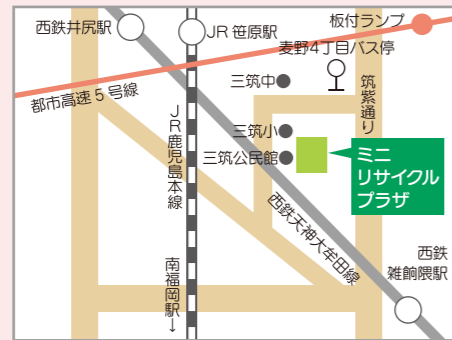 西鉄井尻駅
JR 笹原駅
板付ランプ
麦野4丁目バス停
都市高速5号線
三筑中
筑紫通り
JR鹿児島本線
三筑小
三筑公民館
ミニ
リサイクル
プラザ
西鉄天神大牟田線
西鉄
雑餉隈駅
南福岡駅→